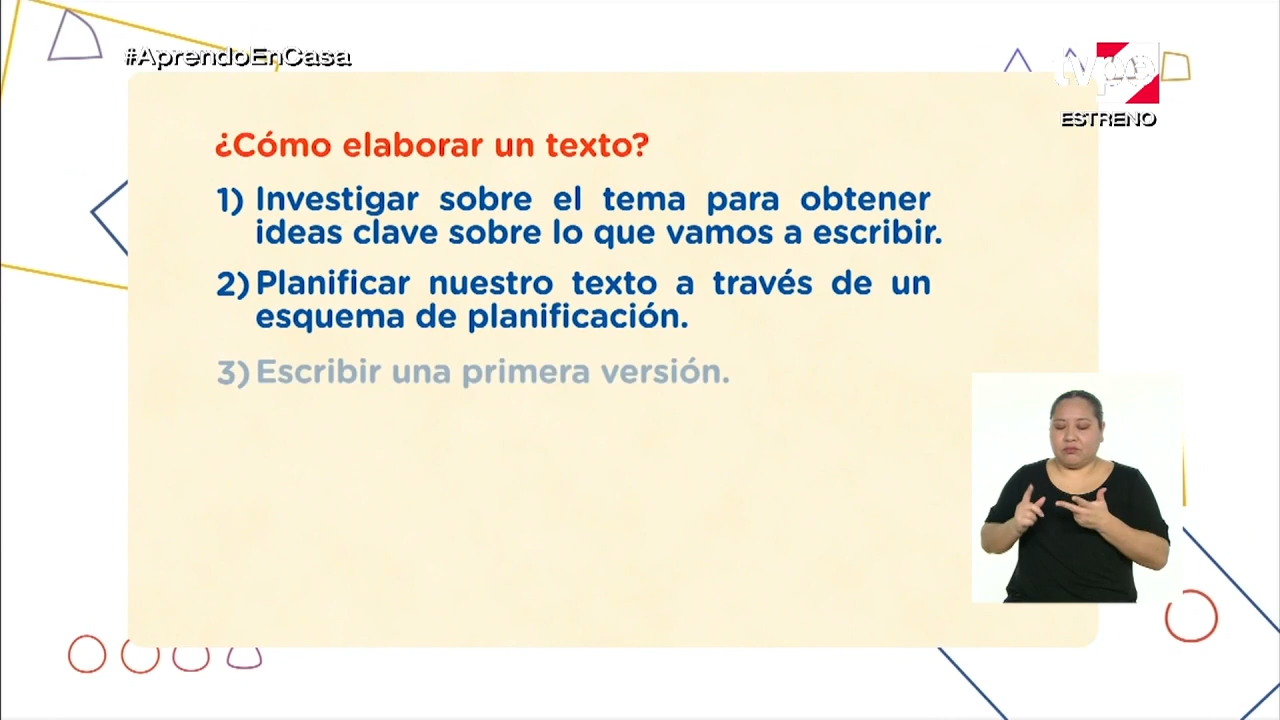 #AprendoEnCasa
tvpe
ESTRENO
¿Cómo elaborar un texto?
1) Investigar sobre el tema para obtener
ideas clave sobre lo que vamos a escribir.
2) Planificar nuestro texto a través de un
esquema de planificación.
3) Escribir una primera versión.